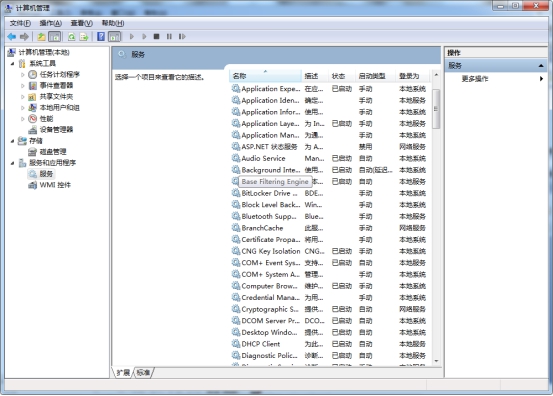 计算机管理
文件(F) 操作(A) 查看(V) 帮助(H)
计算机管理(本地)
系统工具
任务计划程序
事件查看器
共享文件夹
本地用户和组
性能
设备管理器
存储
磁盘管理
服务和应用程序
服务
WMI 控件
服务
选择一个项目来查看它的描述。
名称 描述 状态 启动类型 登录为
Application Expe... 在应... 已启动 手动 本地系统
Application Iden... 确定... 手动 本地服务
Application Infor... 使用... 手动 本地系统
Application Laye... 为 In... 已启动 手动 本地服务
Application Man... 为通... 手动 本地系统
ASP.NET 状态服务 为 A... 禁用 网络服务
Audio Service Man... 已启动 自动 本地系统
Background Inte... 使用... 已启动 自动(延迟... 本地系统
Base Filtering Engine 本... 已启动 自动 本地服务
BitLocker Drive ... BDE... 手动 本地系统
Block Level Back... Win... 手动 本地系统
Bluetooth Supp... Blue... 手动 本地服务
BranchCache 此服... 手动 网络服务
Certificate Propa... 将用... 手动 本地系统
CNG Key Isolation CNG... 已启动 手动 本地系统
COM+ Event Sys... 支持... 已启动 自动 本地服务
COM+ System A... 管理... 手动 本地系统
Computer Brow... 维护... 已启动 手动 本地系统
Credential Mana... 为用... 手动 本地系统
Cryptographic S... 提供... 已启动 自动 网络服务
DCOM Server Pr... DCO... 已启动 自动 本地系统
Desktop Windo... 提供... 已启动 自动 本地系统
DHCP Client 为此... 已启动 自动 本地服务
Diagnostic Polic... 诊断... 已启动 自动 本地服务
扩展 标准
操作
服务
更多操作